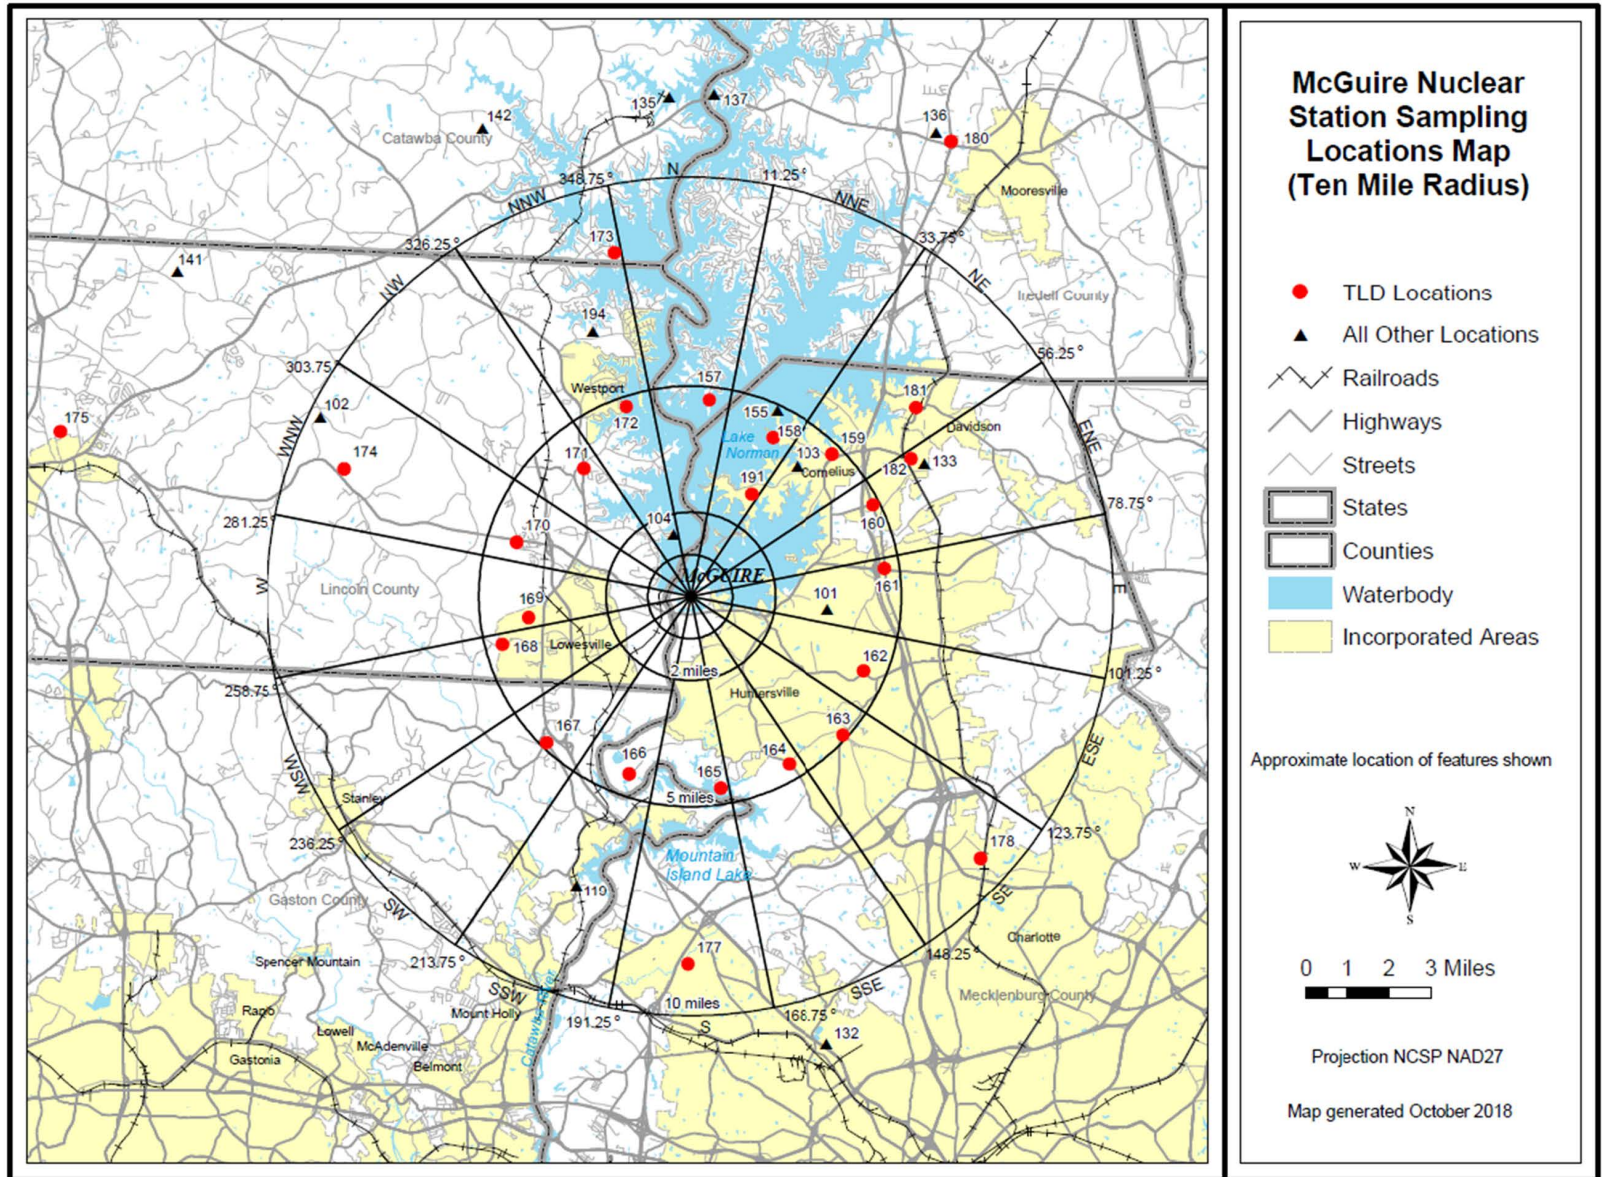 135
137
142
136
180
Catawba County
N
348.75°
11.25°
NNW
NNE
Mooresville
173
326.25°
33.75°
141
NW
NE
Iredell County
194
56.25°
303.75
Westport
157
181
175
102
172
155
158
159
Davidson
ENE
WNW
Lake
Norman
103
Cornelius
182
133
174
171
191
78.75°
281.25°
170
104
160
McGUIRE
W
Lincoln County
161
E
101
169
168
Lowesville
162
2 miles
101.25°
258.75°
Huntersville
167
163
166
164
165
ESE
WSW
5 miles
Stanley
123.75°
236.25°
178
Mountain
Island Lake
119
SE
Gaston County
SW
Charlotte
177
148.25°
213.75°
Spencer Mountain
SSW
SSE
Mecklenburg County
10 miles
Mount Holly
191.25°
168.75°
S
132
Ranlo
Lowell
McAdenville
Gastonia
Belmont
Catawba River
McGuire Nuclear
Station Sampling
Locations Map
(Ten Mile Radius)
TLD Locations
All Other Locations
Railroads
Highways
Streets
States
Counties
Waterbody
Incorporated Areas
Approximate location of features shown
N
W
E
S
0 1 2 3 Miles
Projection NCSP NAD27
Map generated October 2018